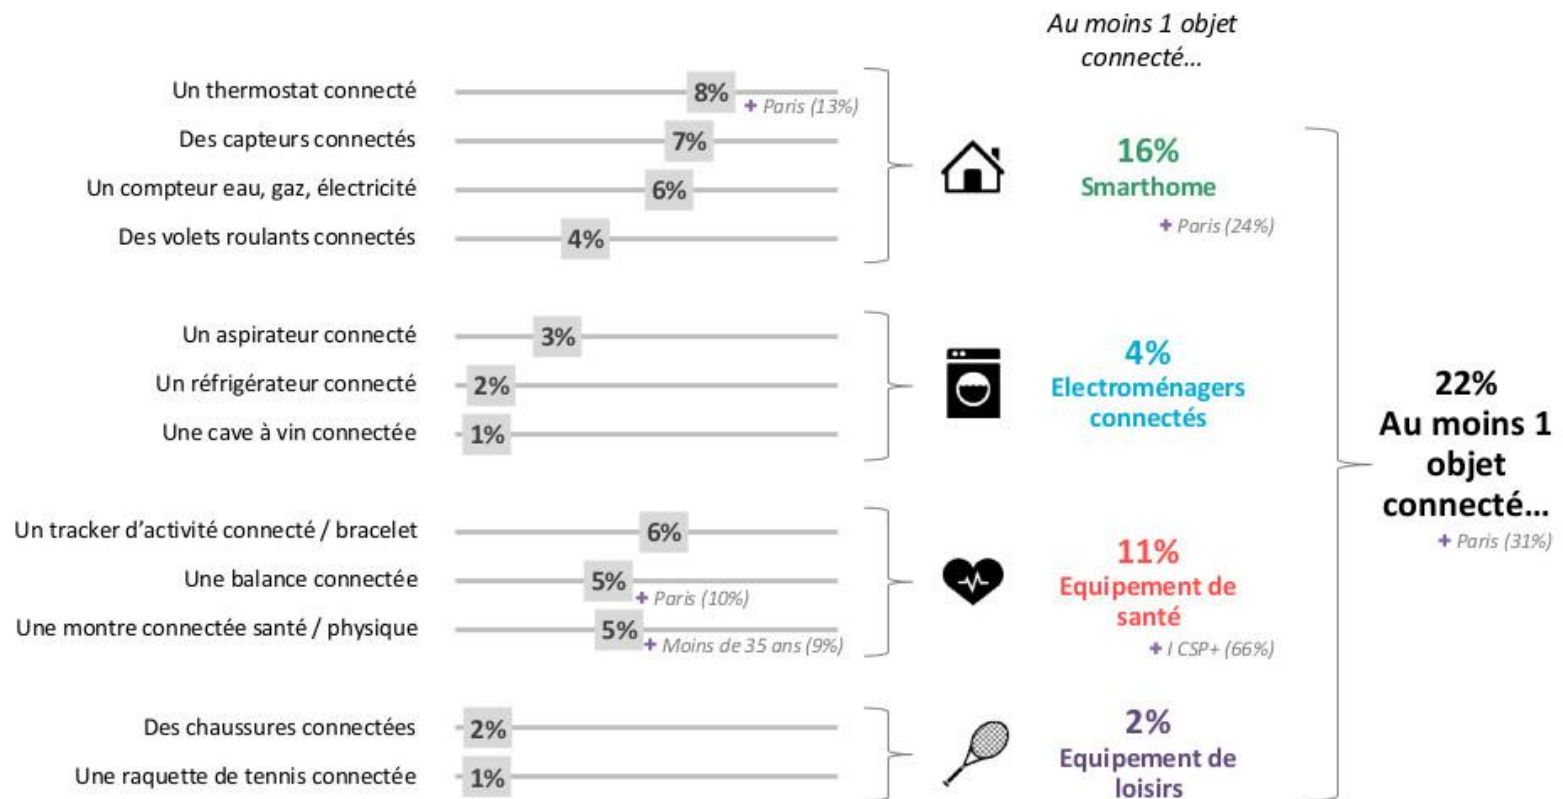 Au moins 1 objet
connecté...
Un thermostat connecté
8%
+ Paris (13%)
Des capteurs connectés
7%
Un compteur eau, gaz, électricité
6%
Des volets roulants connectés
4%
16%
Smarthome
+ Paris (24%)
Un aspirateur connecté
3%
Un réfrigérateur connecté
2%
Une cave à vin connectée
1%
4%
Electroménagers
connectés
Un tracker d'activité connecté / bracelet
6%
Une balance connectée
5%
+ Paris (10%)
Une montre connectée santé / physique
5%
+ Moins de 35 ans (9%)
11%
Equipement de
santé
+ I CSP+ (66%)
Des chaussures connectées
2%
Une raquette de tennis connectée
1%
2%
Equipement de
loisirs
22%
Au moins 1
objet
connecté...
+ Paris (31%)